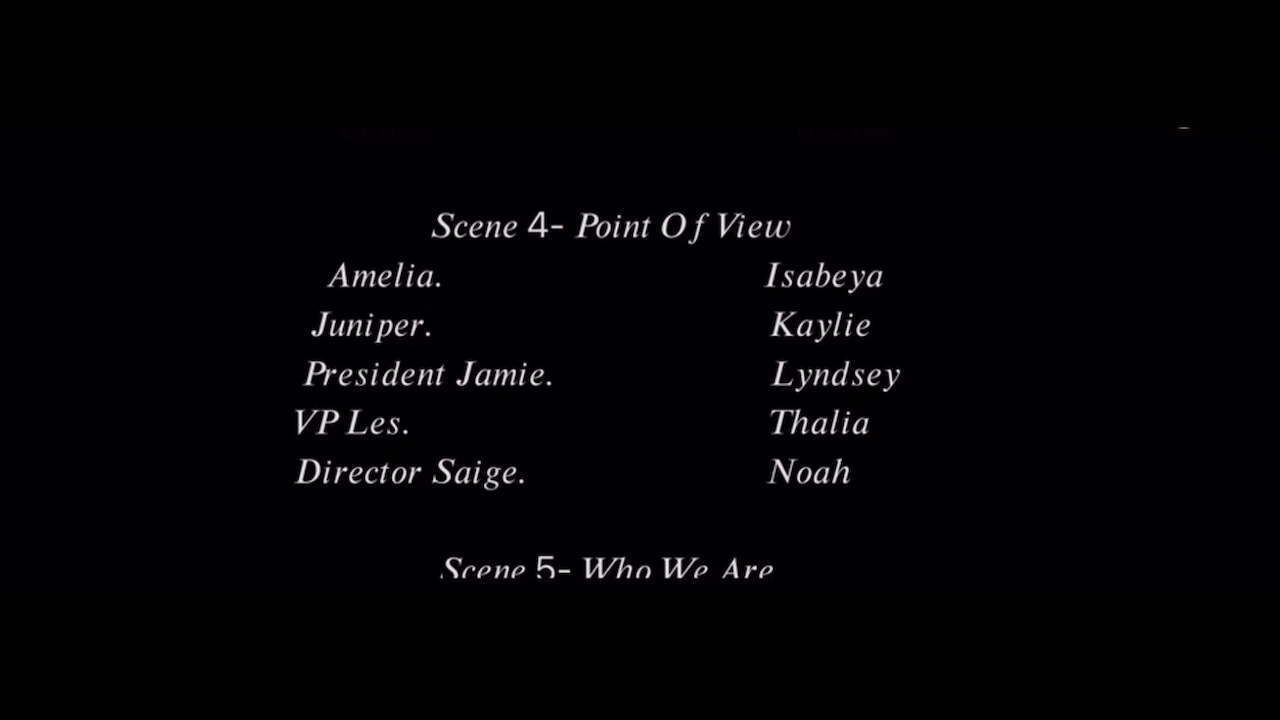 Scene 4- Point Of View
Amelia. Isabeya
Juniper. Kaylie
President Jamie. Lyndsey
VP Les. Thalia
Director Saige. Noah
Scene 5- Who We Are